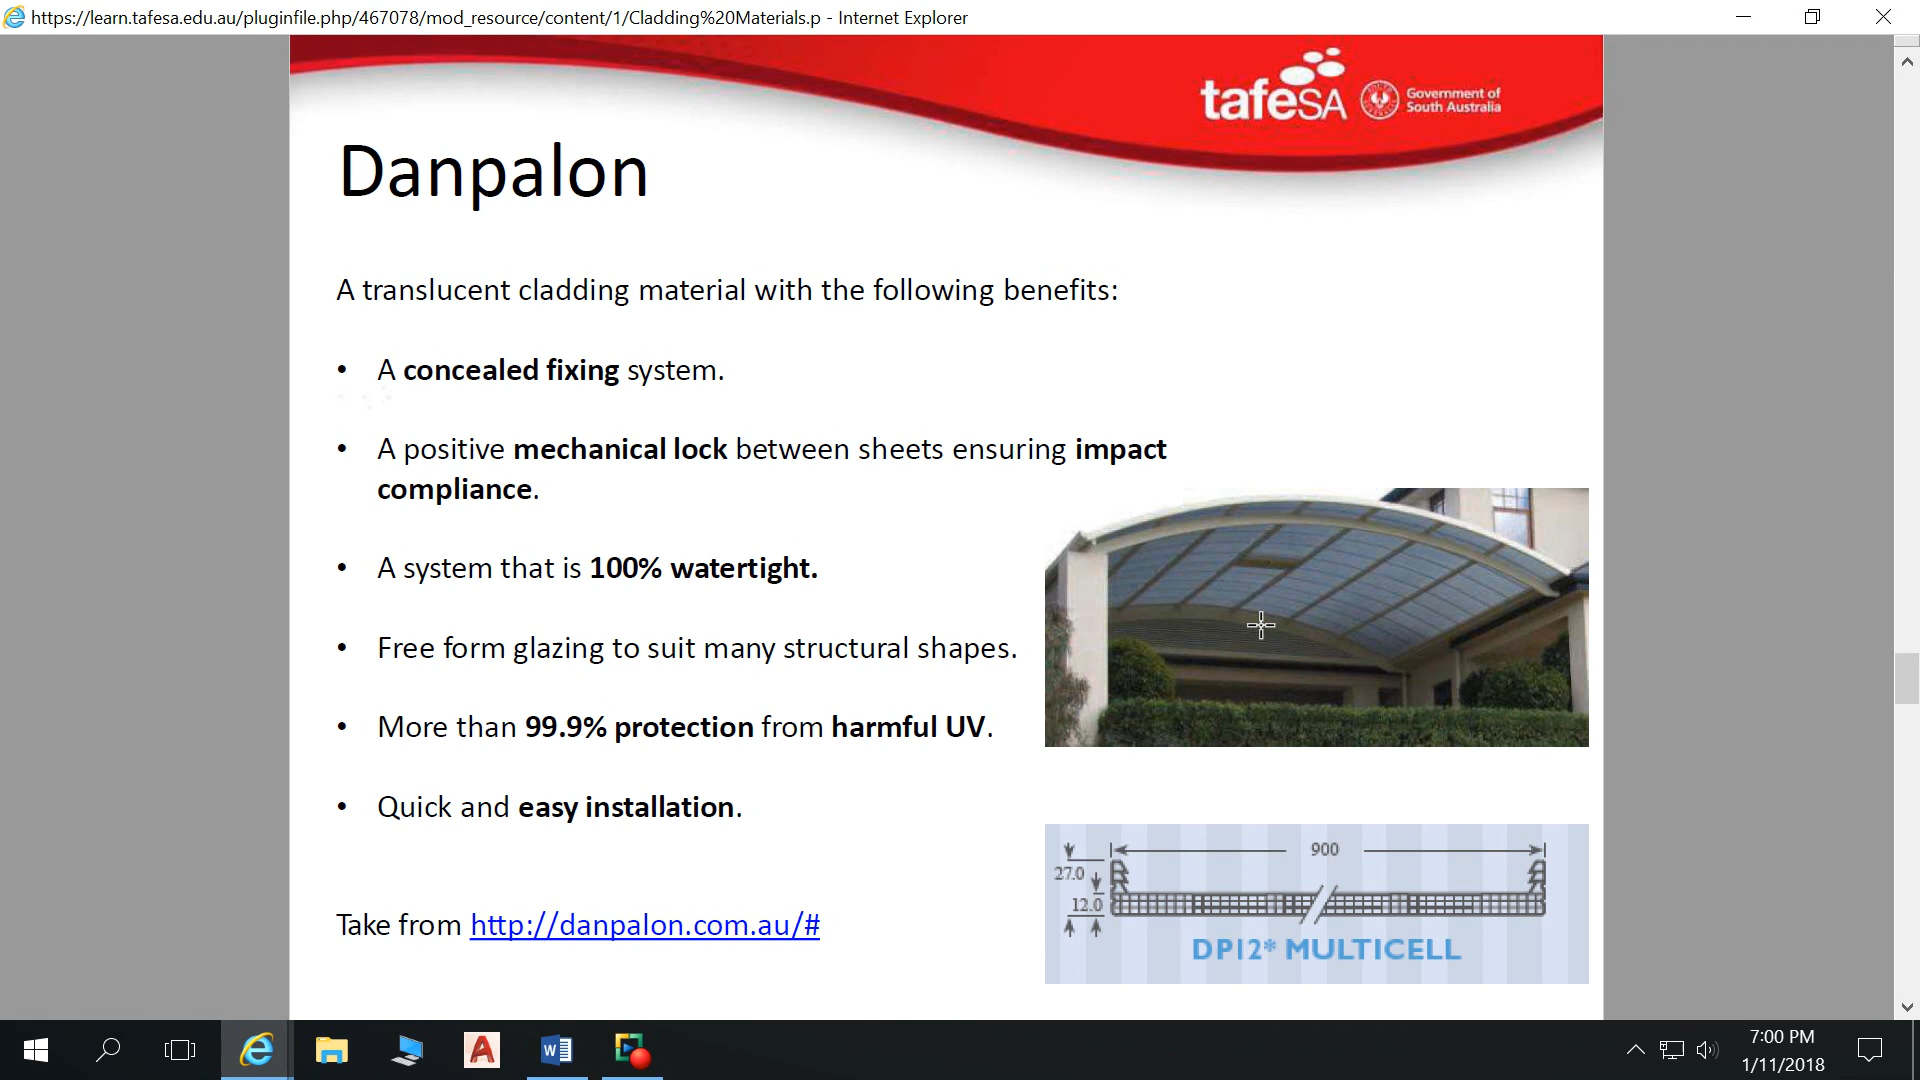 https://learn.tafesa.edu.au/pluginfile.php/467078/mod_resource/content/1/Cladding%20Materials.p - Internet Explorer
tafeSA
Government of
South Australia
Danpalon
A translucent cladding material with the following benefits:
• A concealed fixing system.
• A positive mechanical lock between sheets ensuring impact
compliance.
• A system that is 100% watertight.
• Free form glazing to suit many structural shapes.
• More than 99.9% protection from harmful UV.
• Quick and easy installation.
Take from http://danpalon.com.au/#
900
27.0
12.0
DP12* MULTICELL
7:00 PM
1/11/2018